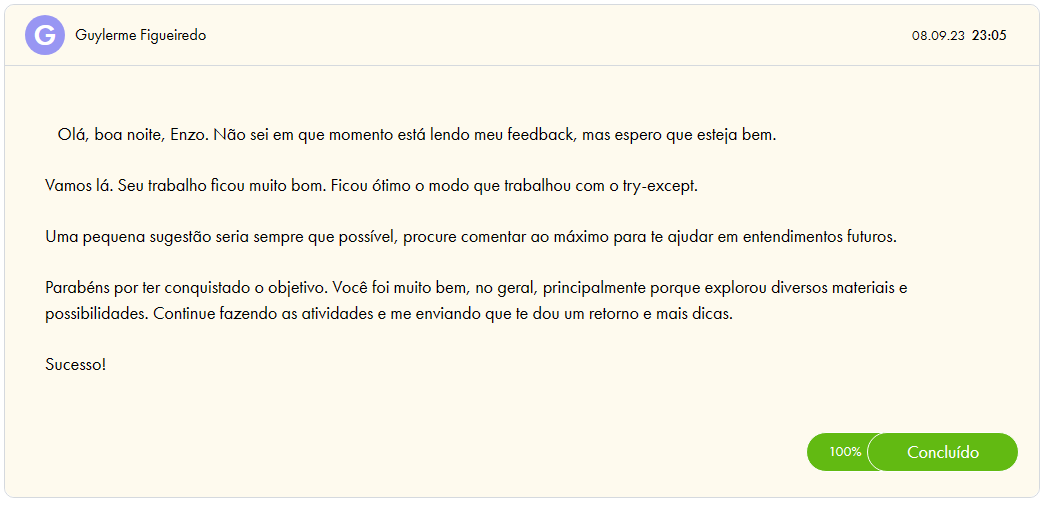 G
Guylerme Figueiredo
08.09.23 23:05
Olá, boa noite, Enzo. Não sei em que momento está lendo meu feedback, mas espero que esteja bem.
Vamos lá. Seu trabalho ficou muito bom. Ficou ótimo o modo que trabalhou com o try-except.
Uma pequena sugestão seria sempre que possível, procure comentar ao máximo para te ajudar em entendimentos futuros.
Parabéns por ter conquistado o objetivo. Você foi muito bem, no geral, principalmente porque explorou diversos materiais e
possibilidades. Continue fazendo as atividades e me enviando que te dou um retorno e mais dicas.
Sucesso!
100% Concluído